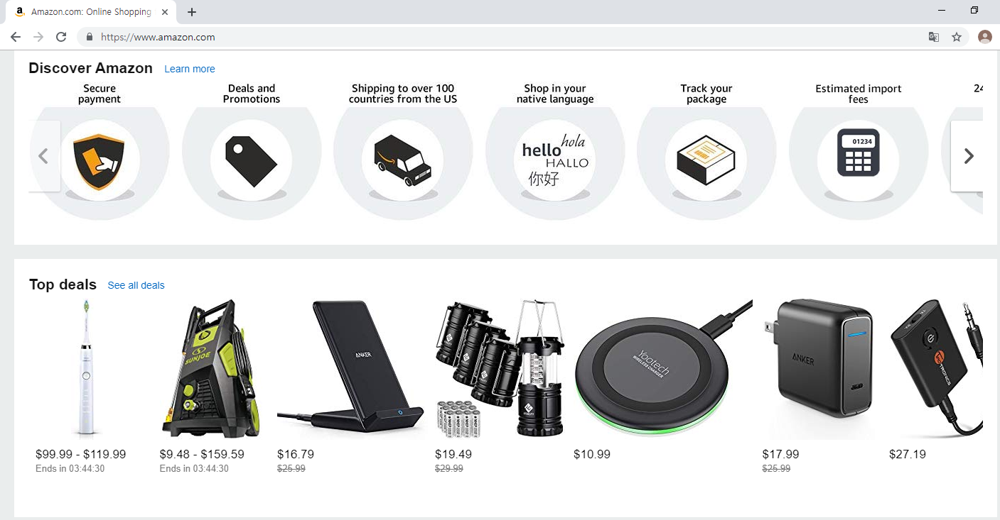 Amazon.com: Online Shopping
https://www.amazon.com
Discover Amazon Learn more
Secure
payment
Deals and
Promotions
Shipping to over 100
countries from the US
Shop in your
native language
Track your
package
Estimated import
fees
24
hola
hello
HALLO
你好
01234
Top deals See all deals
SUNJOE
ANKER
Yootech
WIRELESS CHARGER
ANKER
TRONICS
$99.99 - $119.99
Ends in 03:44:30
$9.48 - $159.59
Ends in 03:44:30
$16.79
$25.99
$19.49
$29.99
$10.99
$17.99
$25.99
$27.19